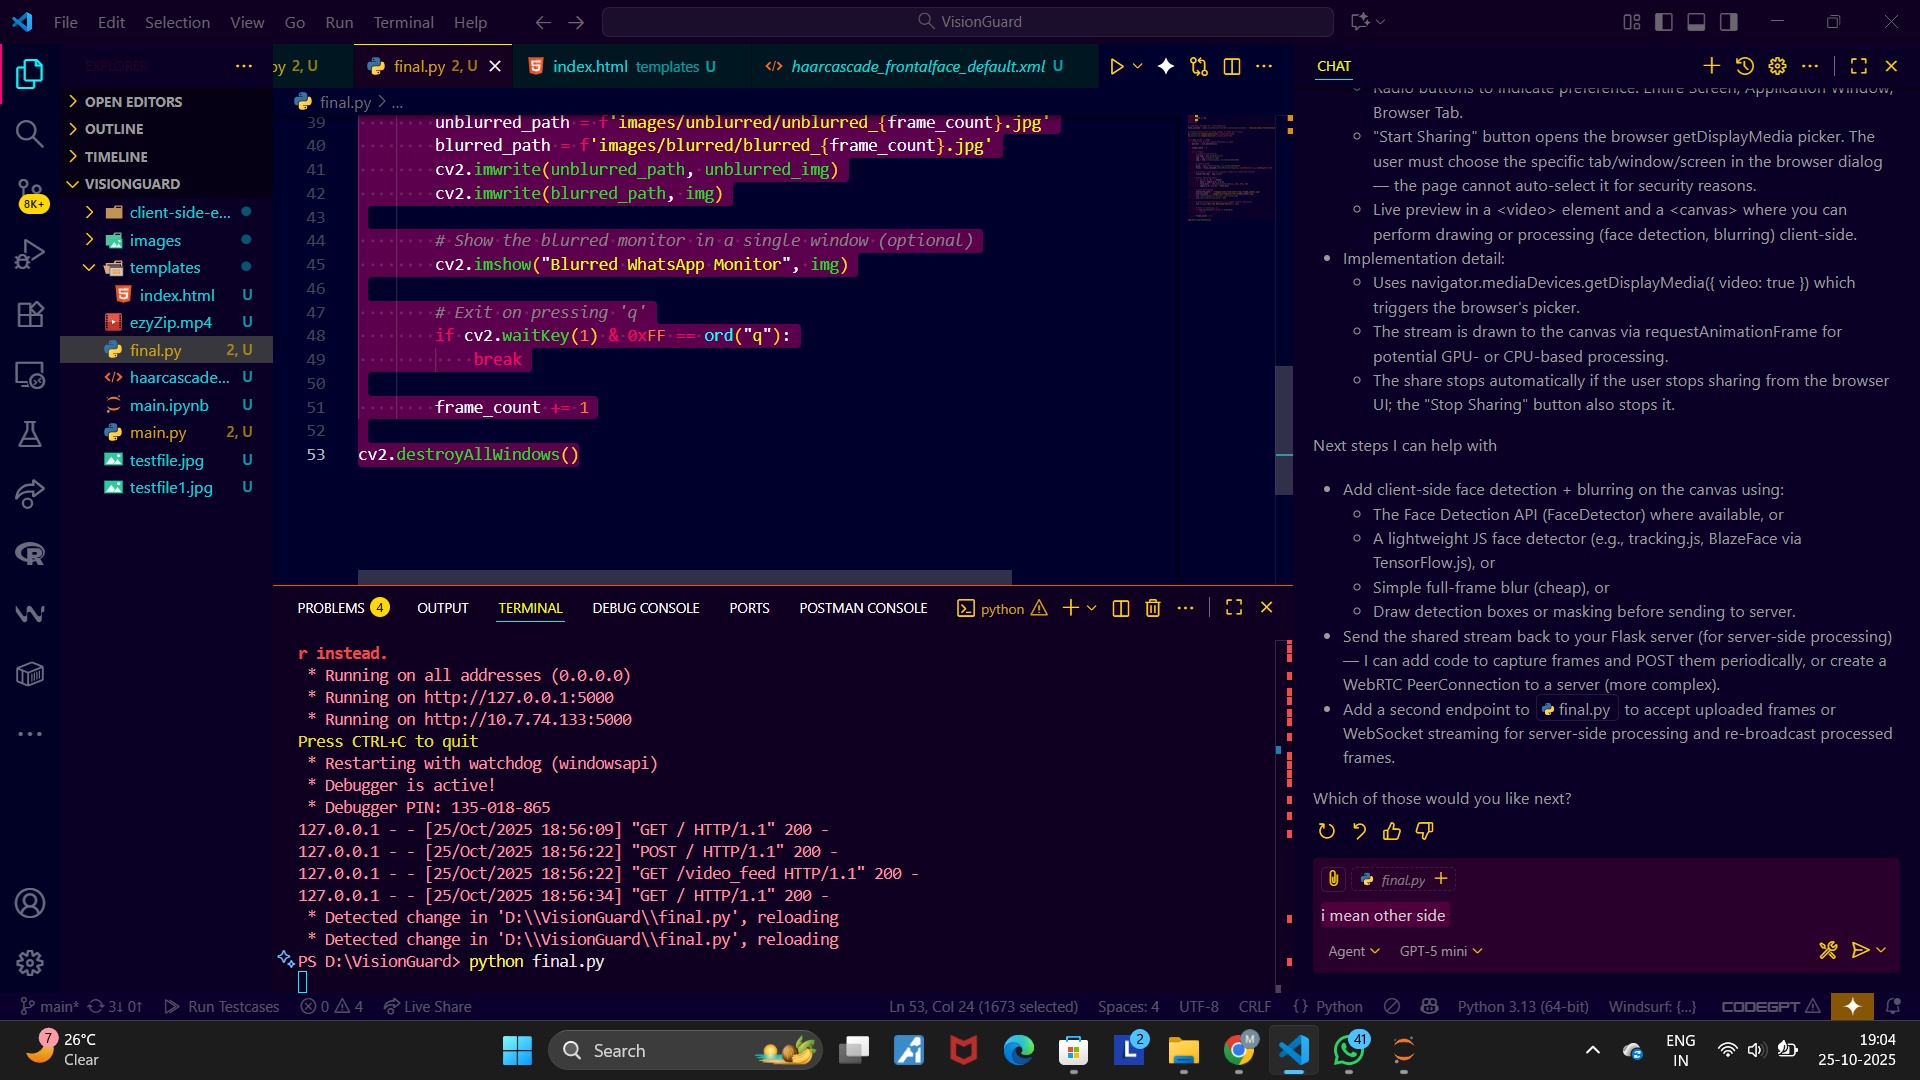 File Edit Selection View Go Run Terminal Help
VisionGuard
EXPLORER
OPEN EDITORS
OUTLINE
TIMELINE
VISIONGUARD
client-side-e...
images
templates
index.html U
ezyZip.mp4 U
final.py 2, U
haarcascade... U
main.ipynb U
main.py 2, U
testfile.jpg U
testfile1.jpg U
8K+
py 2, U
final.py 2, U
index.html templates U
haarcascade_frontalface_default.xml U
final.py > ...
39 unblurred_path = f'images/unblurred/unblurred_{frame_count}.jpg'
40 blurred_path = f'images/blurred/blurred_{frame_count}.jpg'
41 cv2.imwrite(unblurred_path, unblurred_img)
42 cv2.imwrite(blurred_path, img)
43
44 # Show the blurred monitor in a single window (optional)
45 cv2.imshow("Blurred WhatsApp Monitor", img)
46
47 # Exit on pressing 'q'
48 if cv2.waitKey(1) & 0xFF == ord("q"):
49 break
50
51 frame_count += 1
52
53 cv2.destroyAllWindows()
PROBLEMS 4 OUTPUT TERMINAL DEBUG CONSOLE PORTS POSTMAN CONSOLE python
r instead.
* Running on all addresses (0.0.0.0)
* Running on http://127.0.0.1:5000
* Running on http://10.7.74.133:5000
Press CTRL+C to quit
* Restarting with watchdog (windowsapi)
* Debugger is active!
* Debugger PIN: 135-018-865
127.0.0.1 - - [25/Oct/2025 18:56:09] "GET / HTTP/1.1" 200 -
127.0.0.1 - - [25/Oct/2025 18:56:22] "POST / HTTP/1.1" 200 -
127.0.0.1 - - [25/Oct/2025 18:56:22] "GET /video_feed HTTP/1.1" 200 -
127.0.0.1 - - [25/Oct/2025 18:56:34] "GET / HTTP/1.1" 200 -
* Detected change in 'D:\\VisionGuard\\final.py', reloading
* Detected change in 'D:\\VisionGuard\\final.py', reloading
PS D:\VisionGuard> python final.py
CHAT
Radio buttons to indicate preference: Entire Screen, Application Window,
Browser Tab.
"Start Sharing" button opens the browser getDisplayMedia picker. The
user must choose the specific tab/window/screen in the browser dialog
— the page cannot auto-select it for security reasons.
Live preview in a <video> element and a <canvas> where you can
perform drawing or processing (face detection, blurring) client-side.
Implementation detail:
Uses navigator.mediaDevices.getDisplayMedia({ video: true }) which
triggers the browser's picker.
The stream is drawn to the canvas via requestAnimationFrame for
potential GPU- or CPU-based processing.
The share stops automatically if the user stops sharing from the browser
UI; the "Stop Sharing" button also stops it.
Next steps I can help with
Add client-side face detection + blurring on the canvas using:
The Face Detection API (FaceDetector) where available, or
A lightweight JS face detector (e.g., tracking.js, BlazeFace via
TensorFlow.js), or
Simple full-frame blur (cheap), or
Draw detection boxes or masking before sending to server.
Send the shared stream back to your Flask server (for server-side processing)
— I can add code to capture frames and POST them periodically, or create a
WebRTC PeerConnection to a server (more complex).
Add a second endpoint to final.py to accept uploaded frames or
WebSocket streaming for server-side processing and re-broadcast processed
frames.
Which of those would you like next?
final.py
i mean other side
Agent GPT-5 mini
main* 3↓ 0↑ Run Testcases 0 4 Live Share Ln 53, Col 24 (1673 selected) Spaces: 4 UTF-8 CRLF {} Python Python 3.13 (64-bit) Windsurf: {...} CODEGPT
7 26°C
Clear
Search
2
M
41
ENG
IN
19:04
25-10-2025